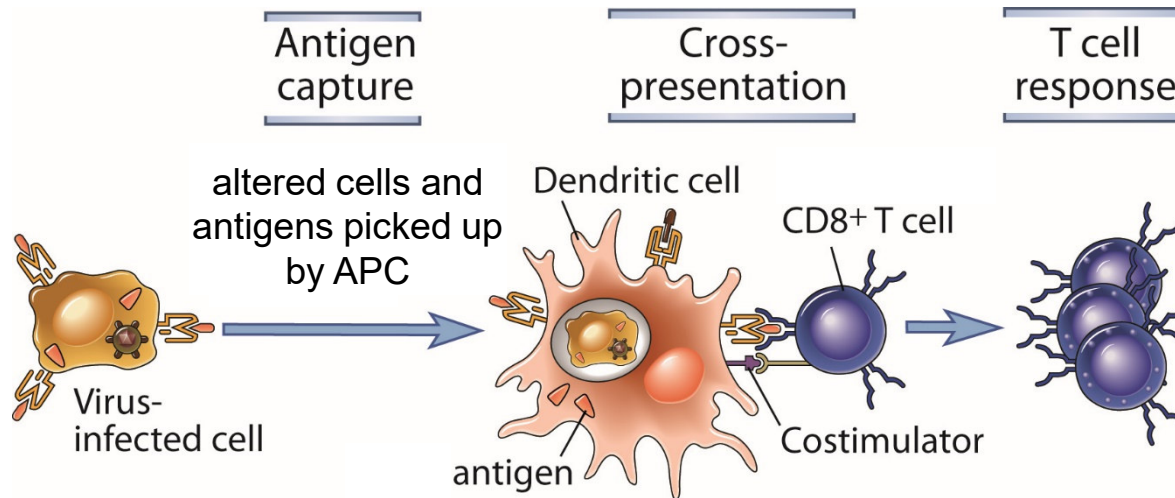 Antigen
capture
Cross-
presentation
T cell
response
altered cells and
antigens picked up
by APC
Dendritic cell
CD8+ T cell
Virus-
infected cell
antigen
Costimulator